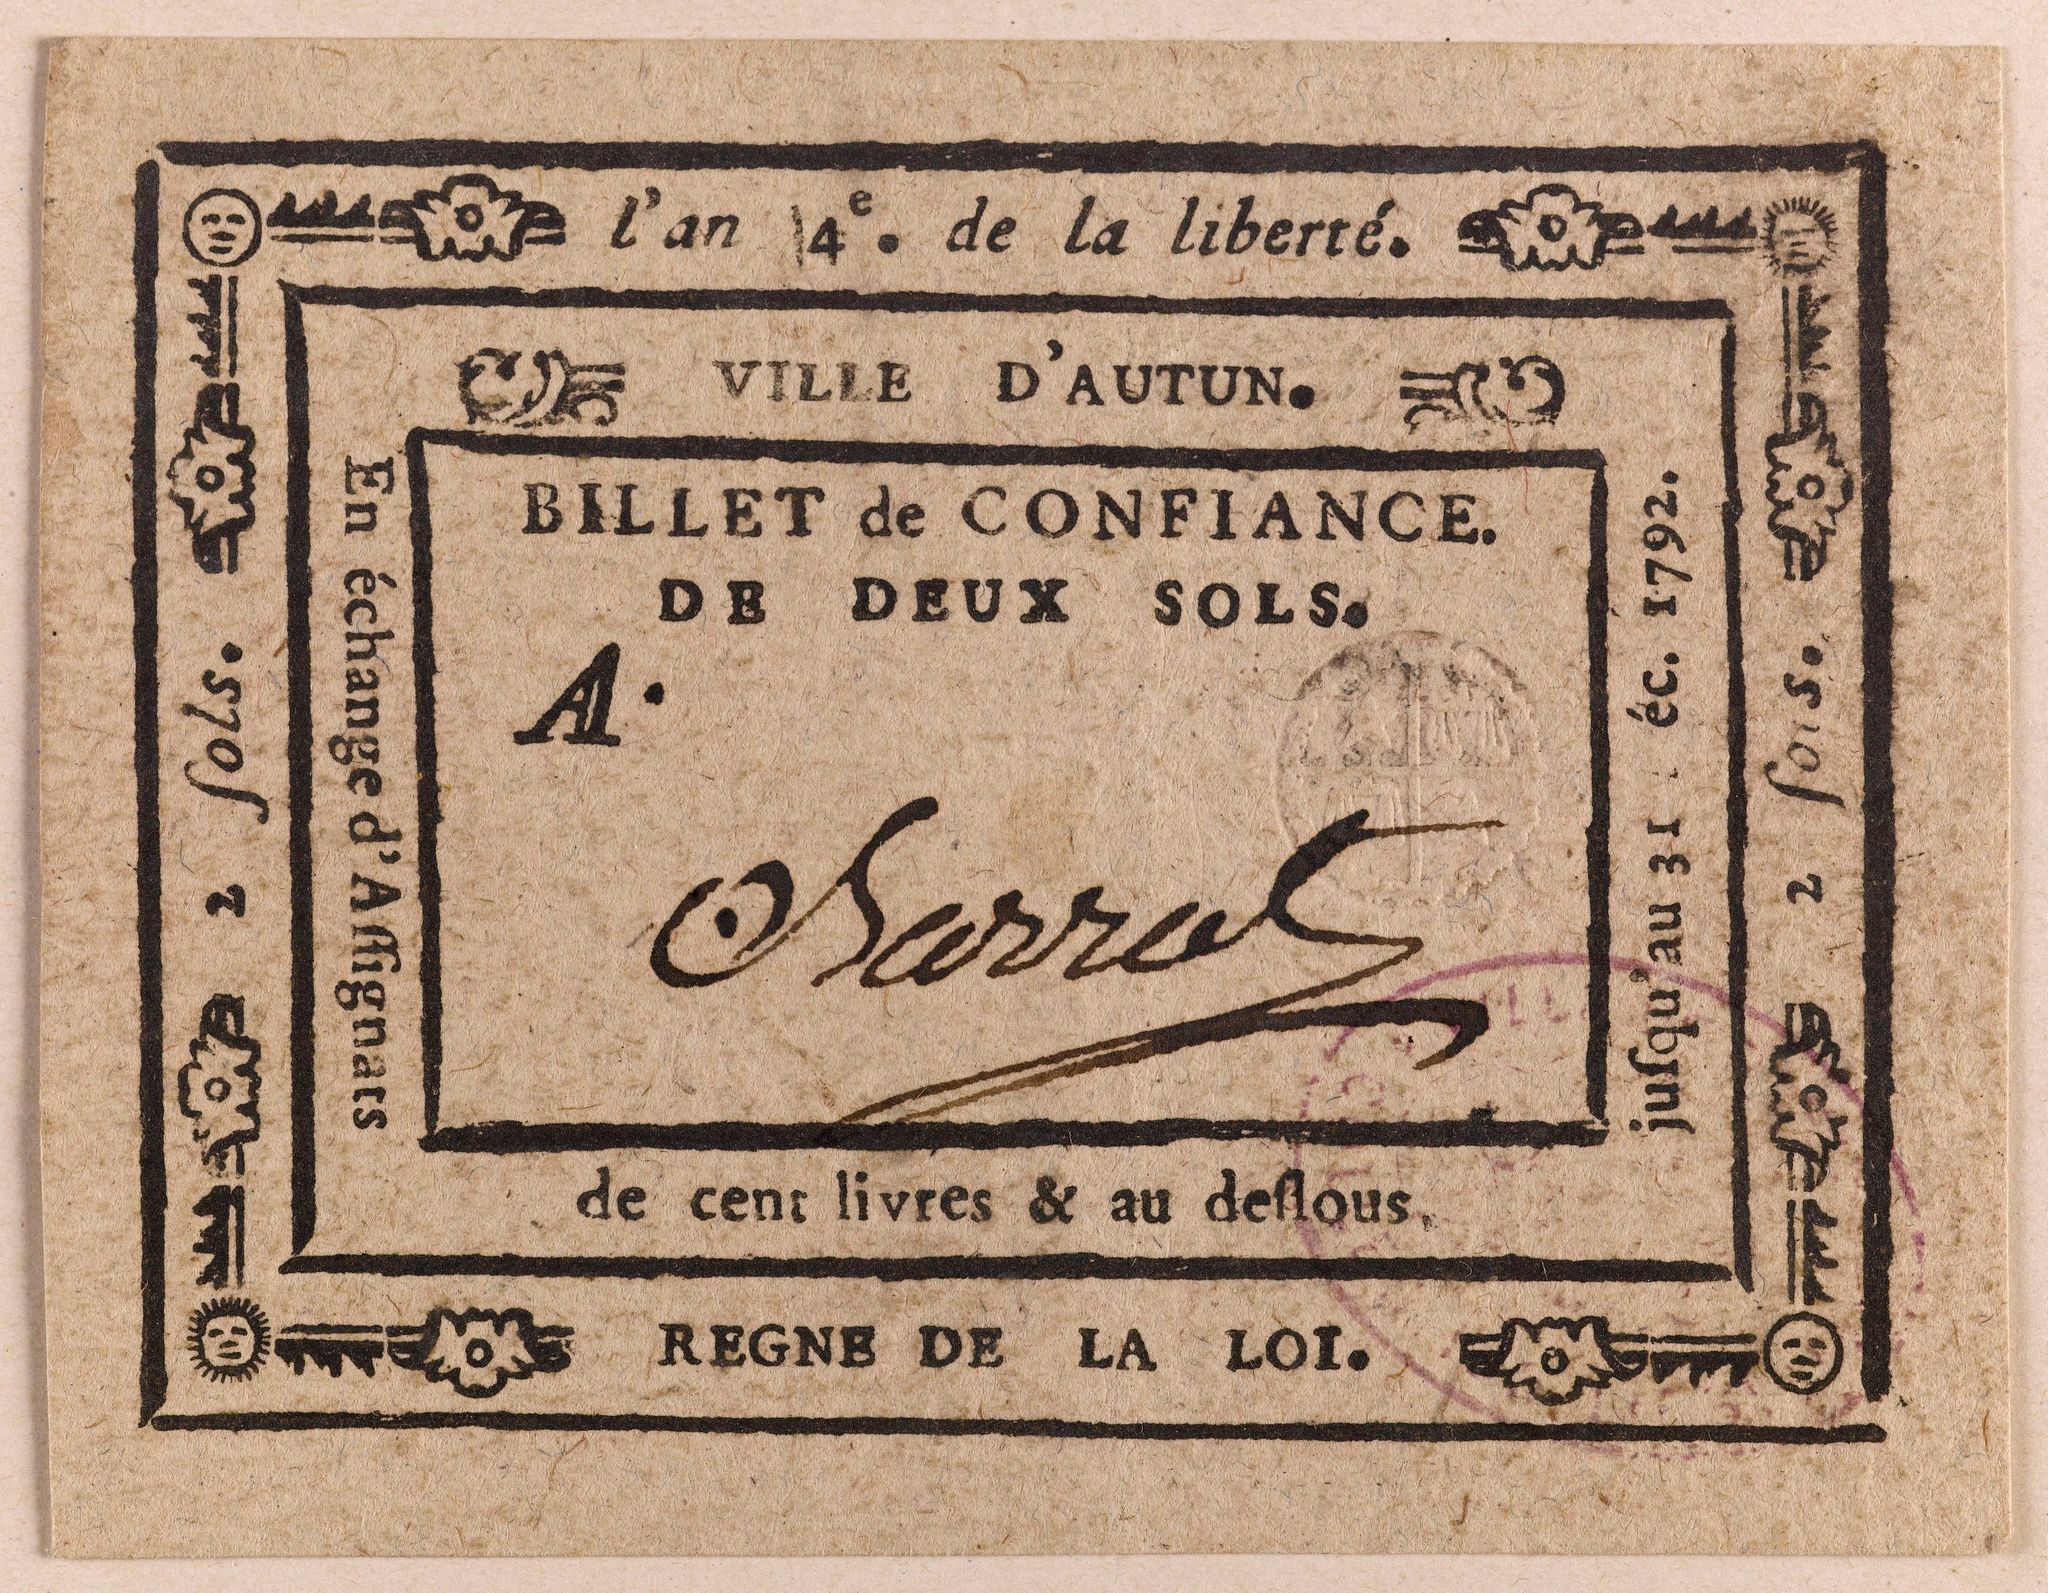 l'an 4e. de la liberté.
VILLE D'AUTUN.
BILLET de CONFIANCE.
DE DEUX SOLS.
A.
En échange d'Aſſignats
de cent livres & au deſſous.
juſqu'au 31 éc. 1792.
2 ſols.
2 ſols.
REGNE DE LA LOI.